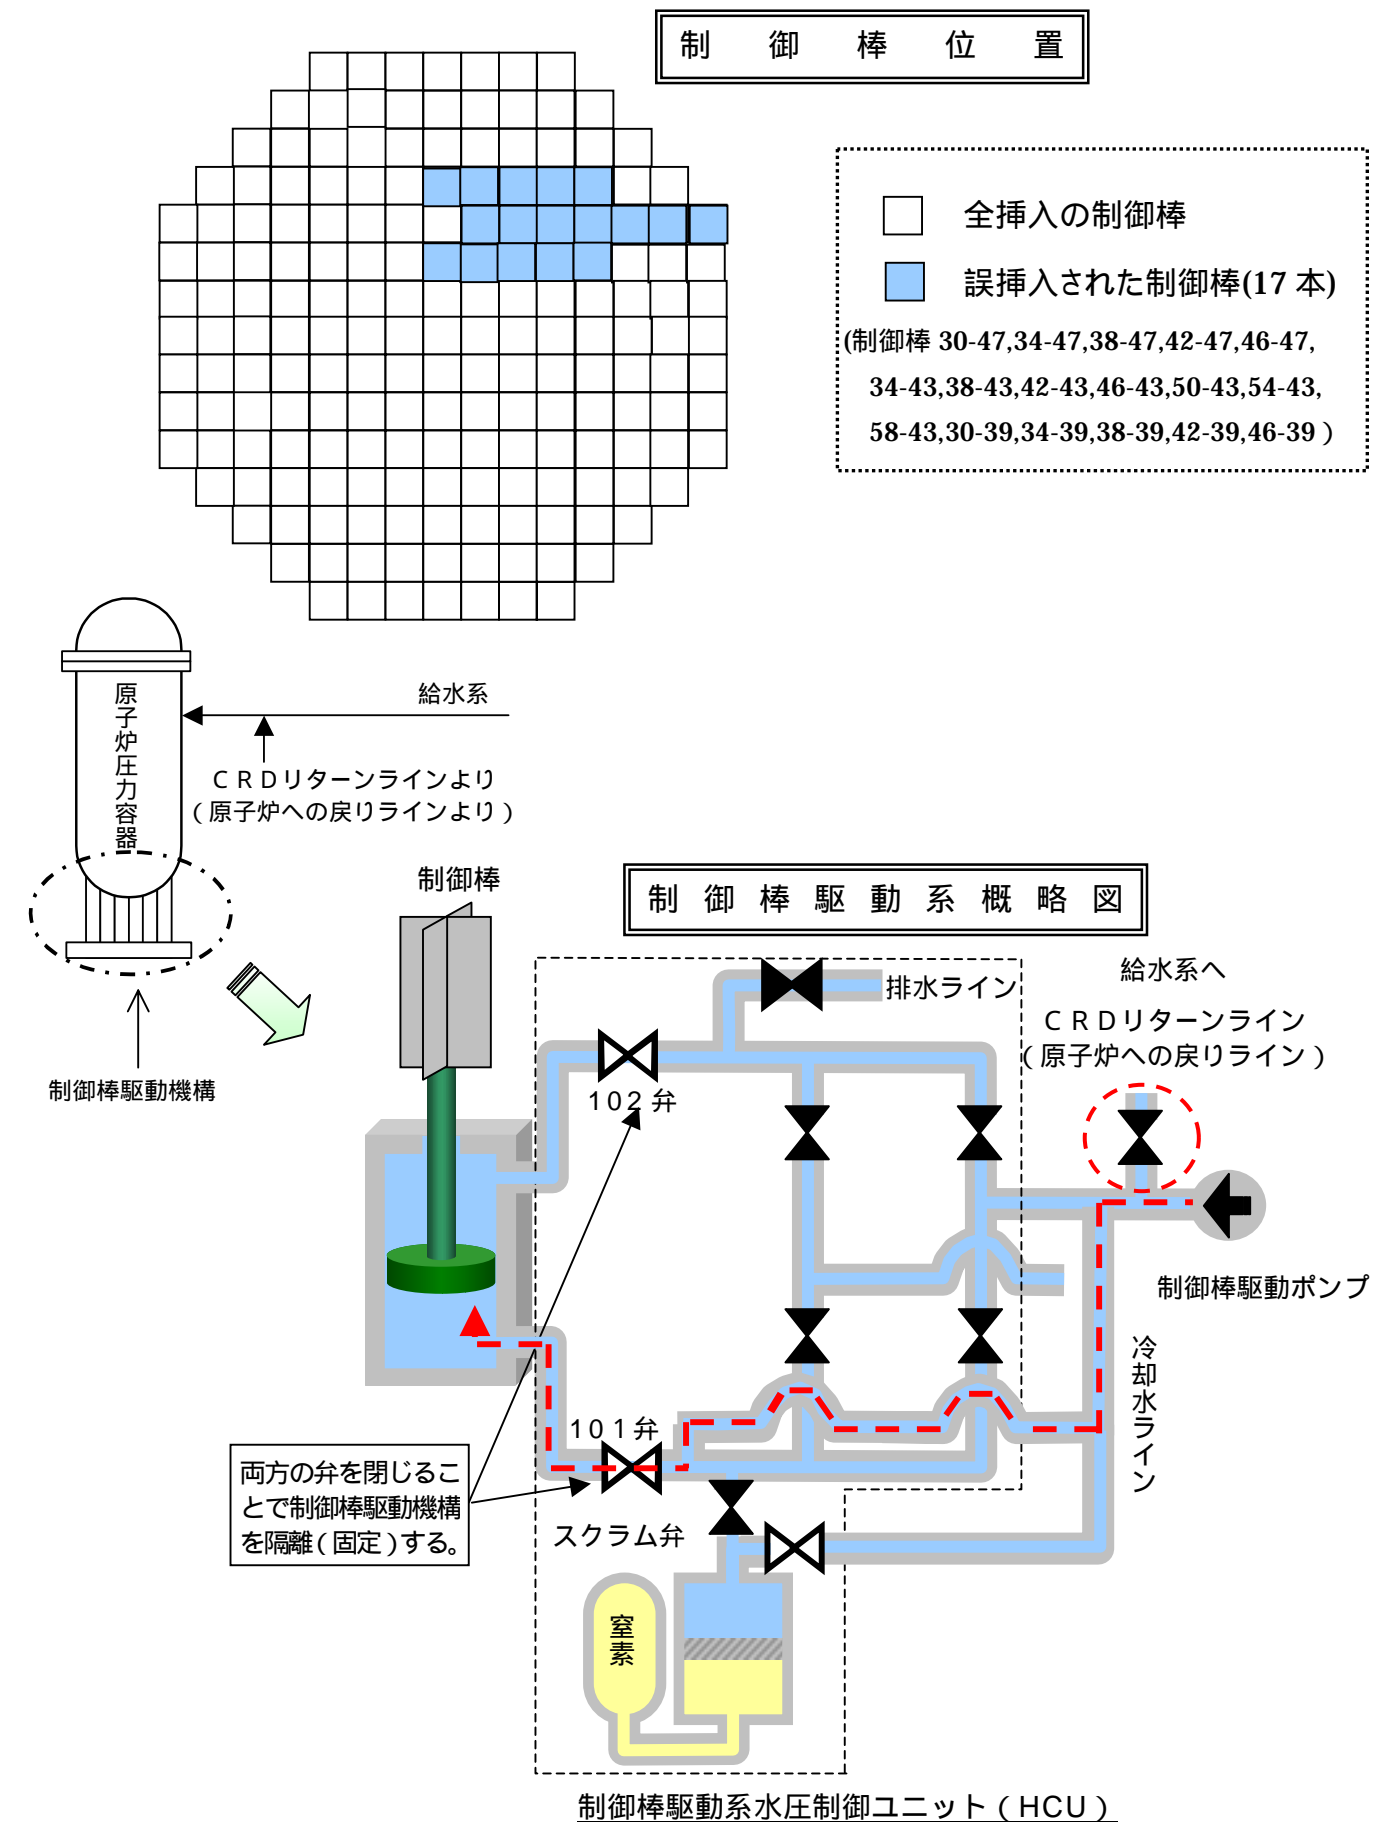 制御棒位置
全挿入の制御棒
誤挿入された制御棒(17 本)
(制御棒 30-47,34-47,38-47,42-47,46-47,
34-43,38-43,42-43,46-43,50-43,54-43,
58-43,30-39,34-39,38-39,42-39,46-39 )
原子炉圧力容器
給水系
ＣＲＤリターンラインより
(原子炉への戻りラインより)
制御棒駆動機構
制御棒
制御棒駆動系概略図
排水ライン
給水系へ
ＣＲＤリターンライン
(原子炉への戻りライン)
102弁
制御棒駆動ポンプ
冷却水ライン
101弁
両方の弁を閉じるこ
とで制御棒駆動機構
を隔離(固定)する。
スクラム弁
窒素
制御棒駆動系水圧制御ユニット(HCU)